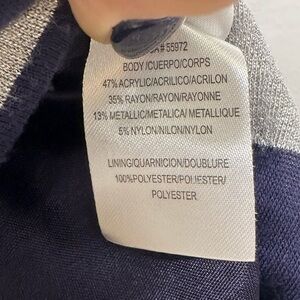 # 55972
BODY/CUERPO/CORPS
47% ACRYLIC/ACRILICO/ACRILON
35% RAYON/RAYON/RAYONNE
13% METALLIC/METALICA/ METALLIQUE
5% NYLON/NILON/NYLON
LINING/QUARNICION/DOUBLURE
100%POLYESTER/POLIESTER/
POLYESTER